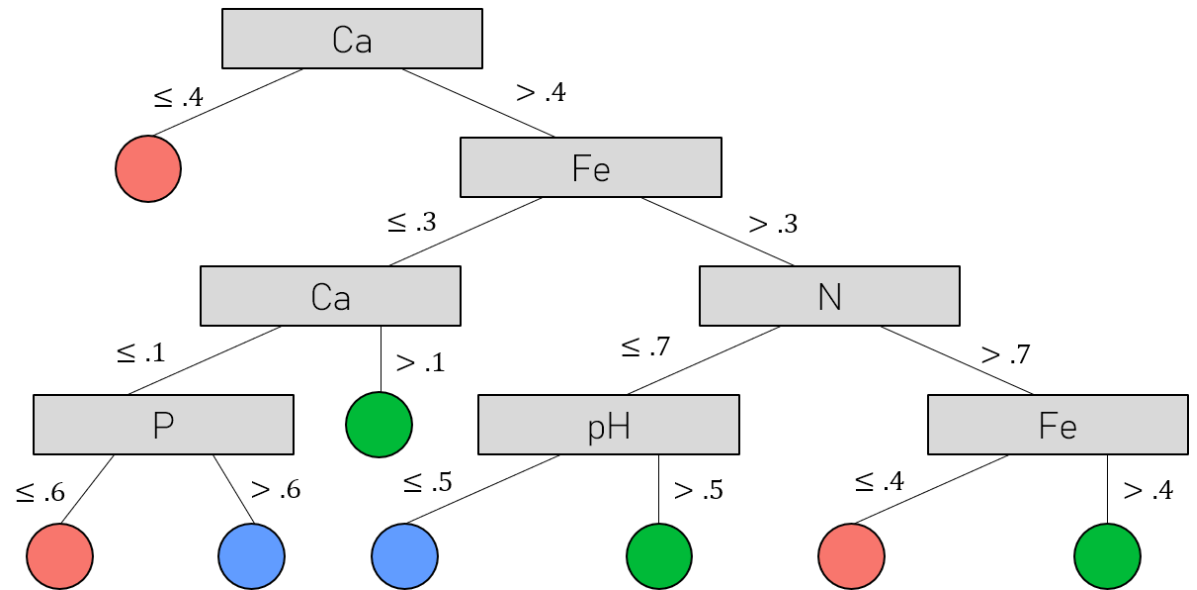 Ca
≤ .4
> .4
Fe
≤ .3
> .3
Ca
N
≤ .1
> .1
≤ .7
> .7
P
pH
Fe
≤ .6
> .6
≤ .5
> .5
≤ .4
> .4